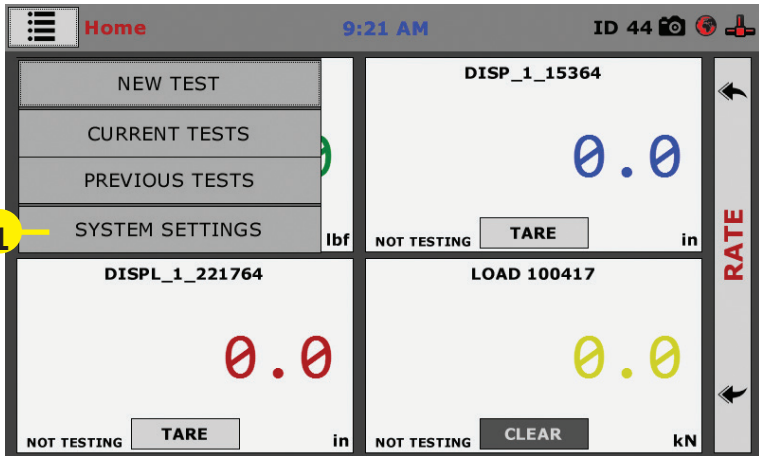 Home 9:21 AM ID 44
NEW TEST
CURRENT TESTS
PREVIOUS TESTS
SYSTEM SETTINGS
1
lbf
DISP_1_15364
0.0
NOT TESTING TARE in
DISPL_1_221764
0.0
NOT TESTING TARE in
LOAD 100417
0.0
NOT TESTING CLEAR kN
RATE